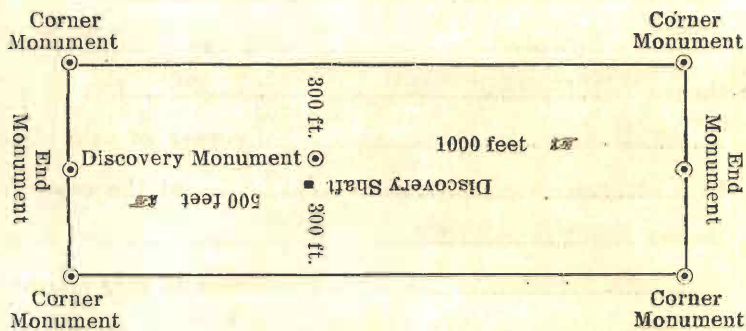 Corner
Monument
Corner
Monument
300 ft.
End
Monument
Discovery Monument
1000 feet
End
Monument
Discovery Shaft
500 feet
300 ft.
Corner
Monument
Corner
Monument